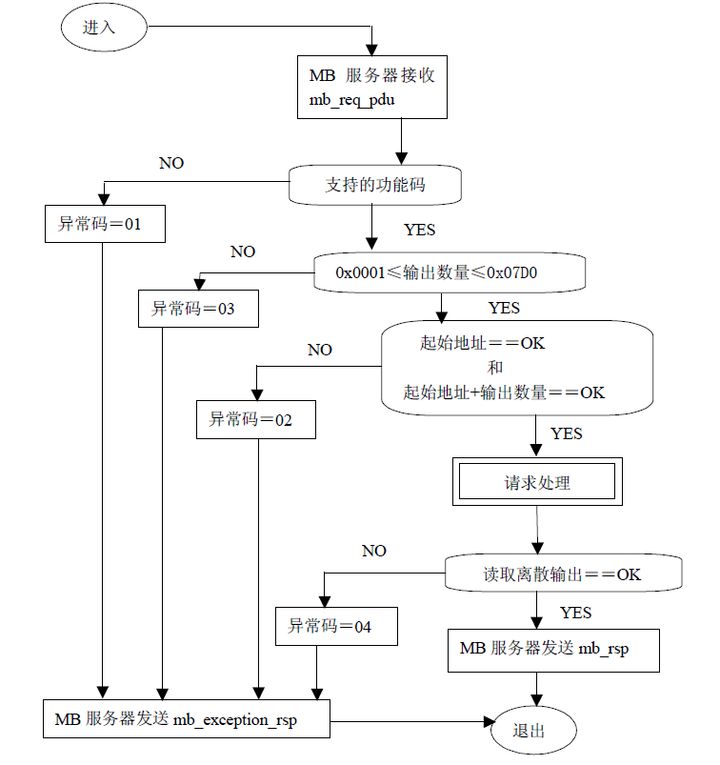 进入
MB 服务器接收
mb_req_pdu
NO
支持的功能码
异常码＝01
YES
NO
0x0001≤输出数量≤0x07D0
异常码＝03
YES
起始地址＝＝OK
和
起始地址+输出数量＝＝OK
NO
异常码＝02
YES
请求处理
NO
读取离散输出＝＝OK
异常码＝04
YES
MB 服务器发送 mb_rsp
MB 服务器发送 mb_exception_rsp
退出